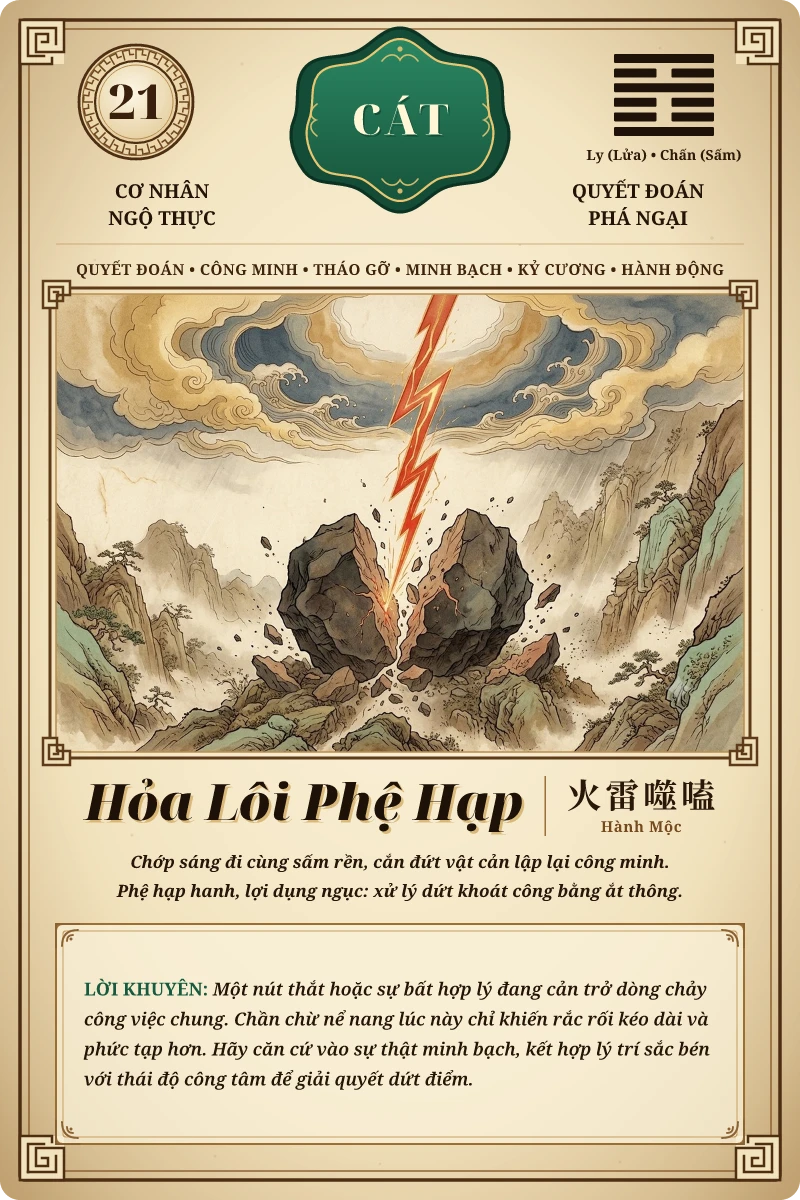 21
CÁT
Ly (Lửa) • Chấn (Sấm)
CƠ NHÂN
NGỘ THỰC
QUYẾT ĐOÁN
PHÁ NGẠI
QUYẾT ĐOÁN • CÔNG MINH • THÁO GỠ • MINH BẠCH • KỶ CƯƠNG • HÀNH ĐỘNG
Hỏa Lôi Phệ Hạp
火雷噬嗑
Hành Mộc
Chớp sáng đi cùng sấm rền, cắn đứt vật cản lập lại công minh.
Phệ hạp hanh, lợi dụng ngục: xử lý dứt khoát công bằng ắt thông.
LỜI KHUYÊN: Một nút thắt hoặc sự bất hợp lý đang cản trở dòng chảy
công việc chung. Chần chừ nể nang lúc này chỉ khiến rắc rối kéo dài và
phức tạp hơn. Hãy căn cứ vào sự thật minh bạch, kết hợp lý trí sắc bén
với thái độ công tâm để giải quyết dứt điểm.